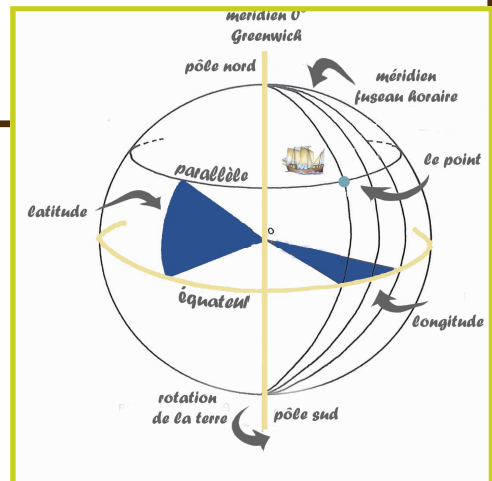 méridien 0°
Greenwich
pôle nord
méridien
fuseau horaire
parallèle
le point
latitude
o
équateur
longitude
rotation
de la terre
pôle sud